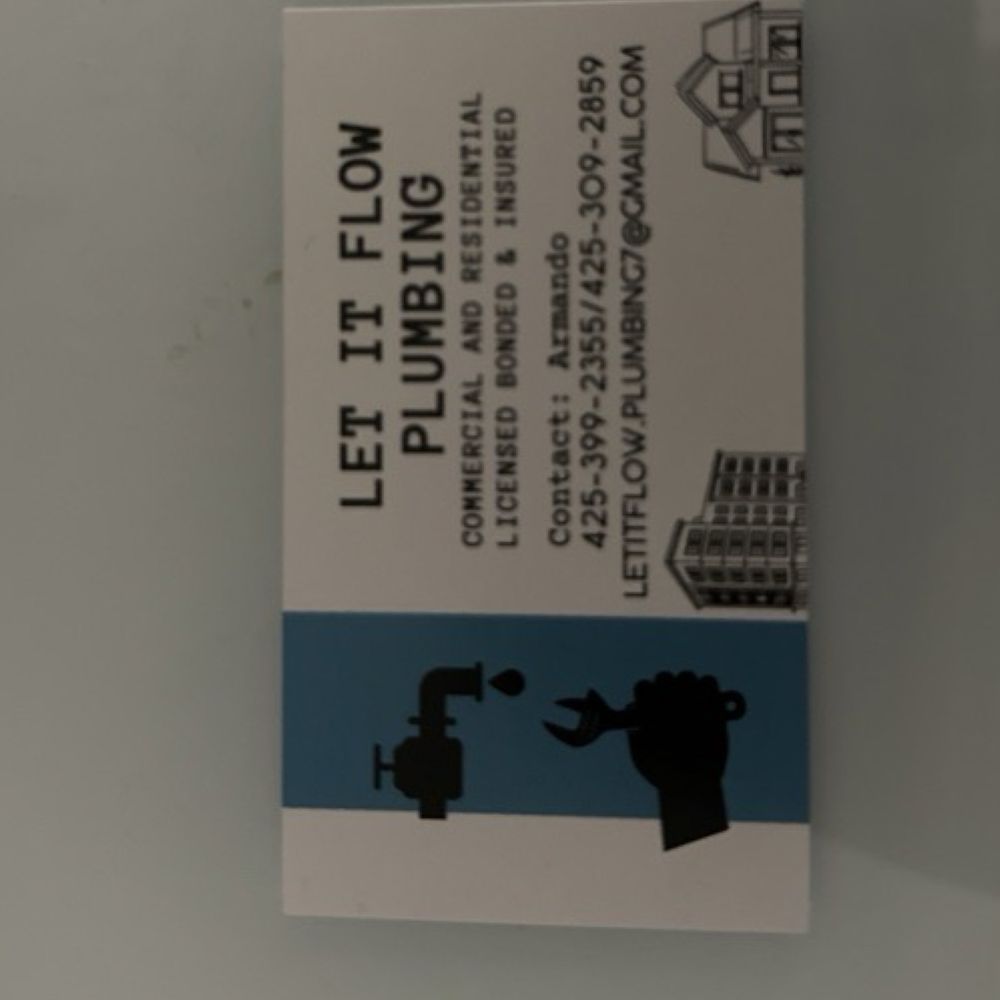 LET IT FLOW
PLUMBING
COMMERCIAL AND RESIDENTIAL
LICENSED BONDED & INSURED
Contact: Armando
425-399-2355/425-309-2859
LETITFLOW.PLUMBING7@GMAIL.COM